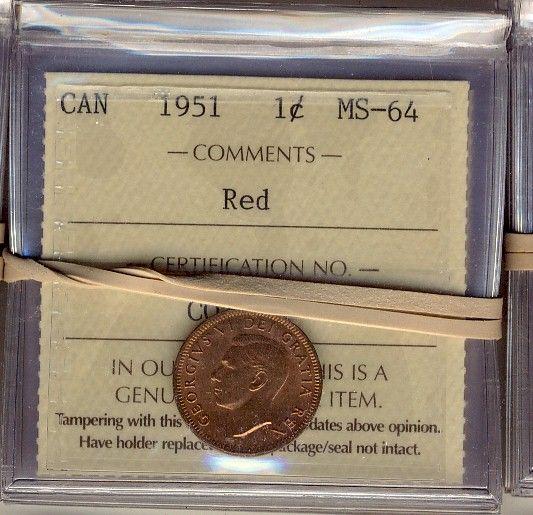 CAN 1951 1¢ MS-64
— COMMENTS —
Red
— CERTIFICATION NO. —
CO
IN OU IS IS A
GENU ITEM.
Tampering with this dates above opinion.
Have holder replace package/seal not intact.
GEORGIVS VI DEI GRATIA REX